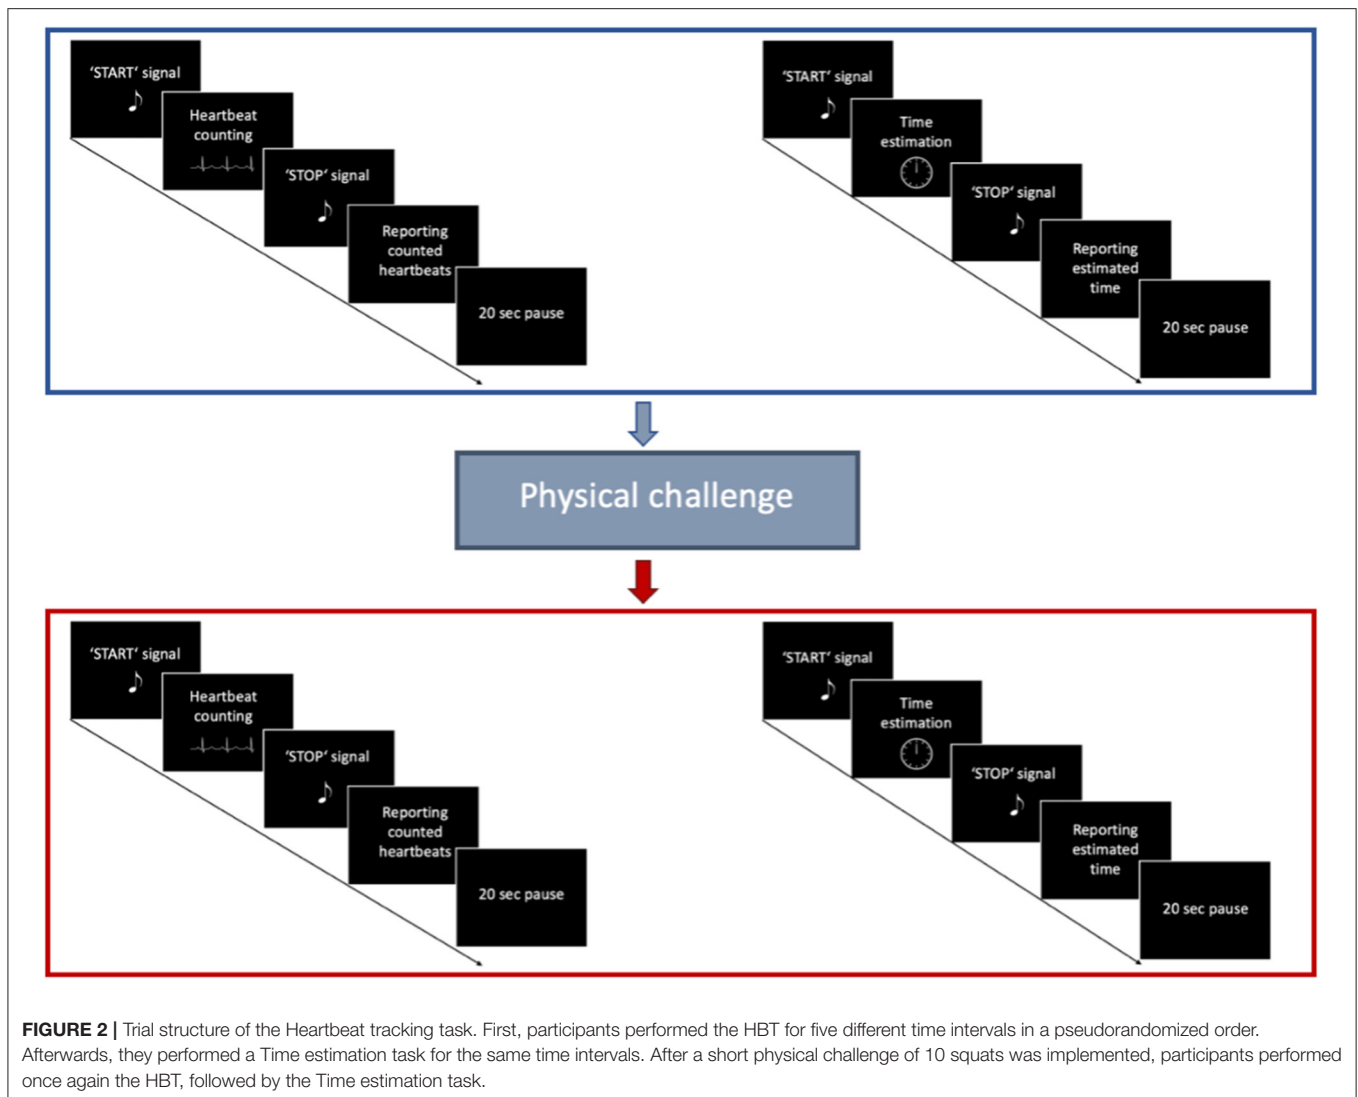 ‘START‘ signal
Heartbeat
counting
‘STOP‘ signal
Reporting
counted
heartbeats
20 sec pause
‘START‘ signal
Time
estimation
‘STOP‘ signal
Reporting
estimated
time
20 sec pause
Physical challenge
‘START‘ signal
Heartbeat
counting
‘STOP‘ signal
Reporting
counted
heartbeats
20 sec pause
‘START‘ signal
Time
estimation
‘STOP‘ signal
Reporting
estimated
time
20 sec pause
FIGURE 2 | Trial structure of the Heartbeat tracking task. First, participants performed the HBT for five different time intervals in a pseudorandomized order.
Afterwards, they performed a Time estimation task for the same time intervals. After a short physical challenge of 10 squats was implemented, participants performed
once again the HBT, followed by the Time estimation task.